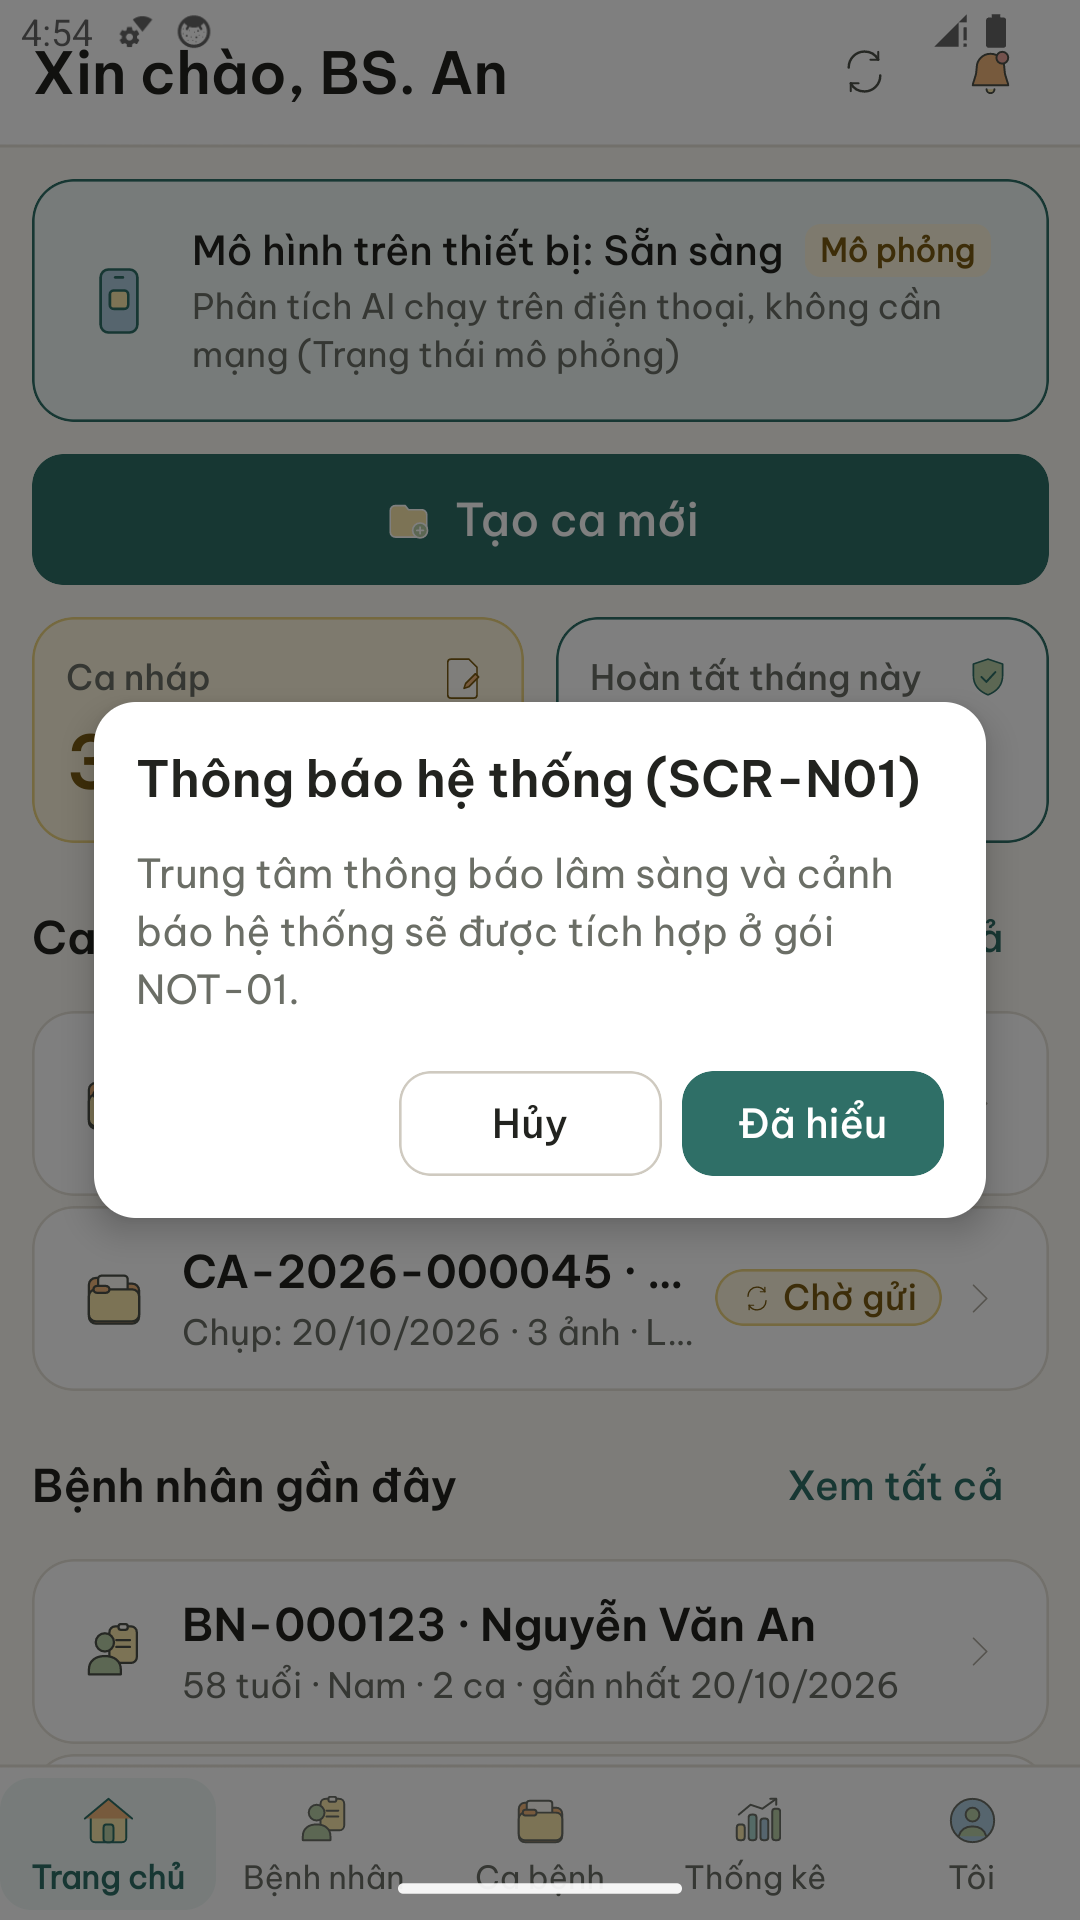 4:54
Xin chào, BS. An
Mô hình trên thiết bị: Sẵn sàng
Mô phỏng
Phân tích AI chạy trên điện thoại, không cần
mạng (Trạng thái mô phỏng)
Tạo ca mới
Ca nháp
Hoàn tất tháng này
3
Thông báo hệ thống (SCR-N01)
Trung tâm thông báo lâm sàng và cảnh
báo hệ thống sẽ được tích hợp ở gói
NOT-01.
Ca
ả
Hủy
Đã hiểu
CA-2026-000045 · ...
Chờ gửi
Chụp: 20/10/2026 · 3 ảnh · L...
Bệnh nhân gần đây
Xem tất cả
BN-000123 · Nguyễn Văn An
58 tuổi · Nam · 2 ca · gần nhất 20/10/2026
Trang chủ
Bệnh nhân
Ca bệnh
Thống kê
Tôi